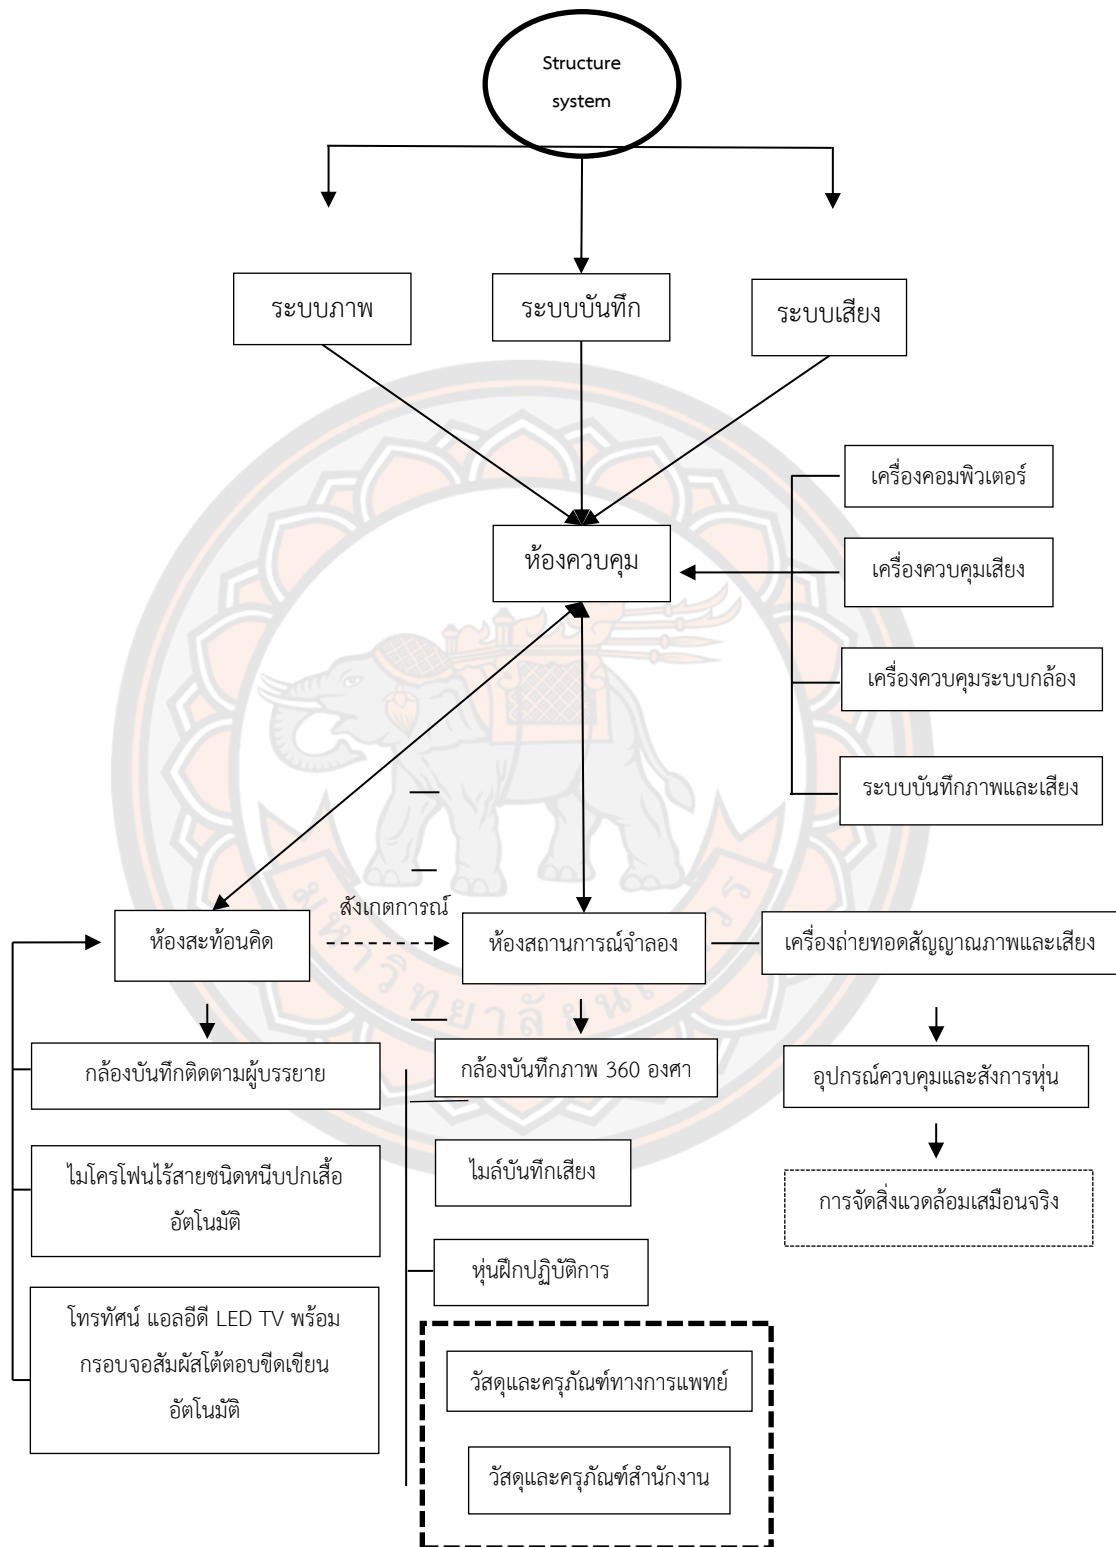 Structure
system
ระบบภาพ
ระบบบันทึก
ระบบเสียง
เครื่องคอมพิวเตอร์
ห้องควบคุม
เครื่องควบคุมเสียง
เครื่องควบคุมระบบกล้อง
ระบบบันทึกภาพและเสียง
สังเกตการณ์
ห้องสะท้อนคิด
ห้องสถานการณ์จำลอง
เครื่องถ่ายทอดสัญญาณภาพและเสียง
กล้องบันทึกติดตามผู้บรรยาย
กล้องบันทึกภาพ 360 องศา
อุปกรณ์ควบคุมและสังการหุ่น
ไมโครโฟนไร้สายชนิดหนีบปกเสื้อ
อัตโนมัติ
ไมล์บันทึกเสียง
การจัดสิ่งแวดล้อมเสมือนจริง
หุ่นฝึกปฏิบัติการ
โทรทัศน์ แอลอีดี LED TV พร้อม
กรอบจอสัมผัสโต้ตอบขีดเขียน
อัตโนมัติ
วัสดุและครุภัณฑ์ทางการแพทย์
วัสดุและครุภัณฑ์สำนักงาน
มหาวิทยาลัยนเรศวร